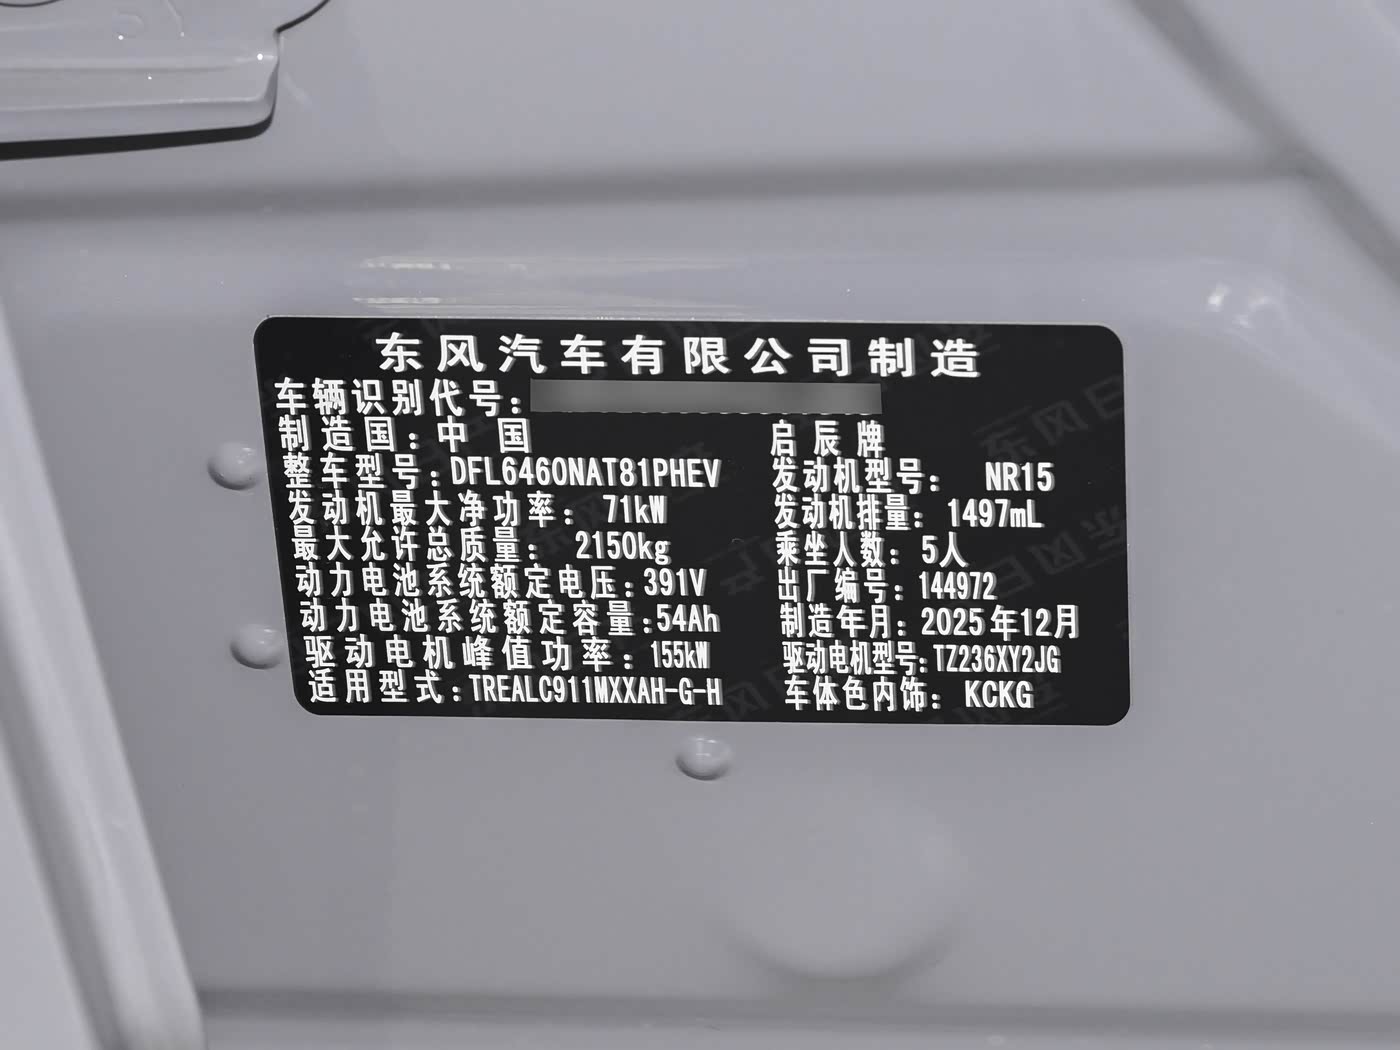 东风汽车有限公司制造
车辆识别代号:
制造国: 中 国 启辰牌
整车型号: DFL6460NAT81PHEV 发动机型号: NR15
发动机最大净功率: 71kW 发动机排量: 1497mL
最大允许总质量: 2150kg 乘坐人数: 5人
动力电池系统额定电压: 391V 出厂编号: 144972
动力电池系统额定容量: 54Ah 制造年月: 2025年12月
驱动电机峰值功率: 155kW 驱动电机型号: TZ236XY2JG
适用型式: TREALC911MXXAH-G-H 车体色内饰: KCKG